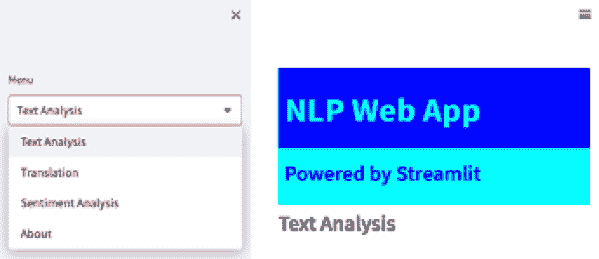 Menu
Text Analysis
Text Analysis
Translation
Sentiment Analysis
About
NLP Web App
Powered by Streamlit
Text Analysis